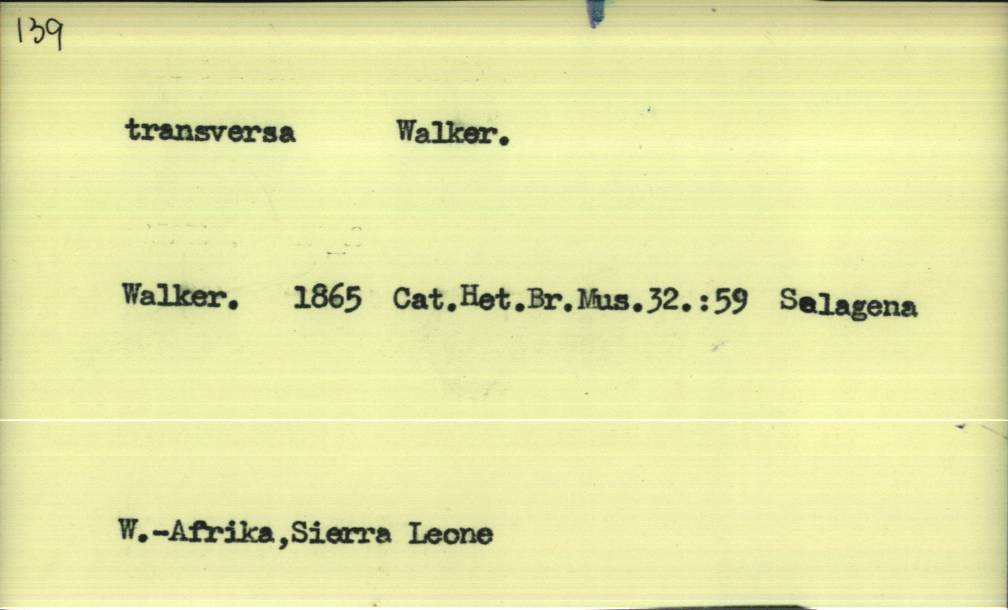 139
transversa Walker.
Walker. 1865 Cat.Het.Br.Mus.32.:59 Salagena
W.-Afrika,Sierra Leone